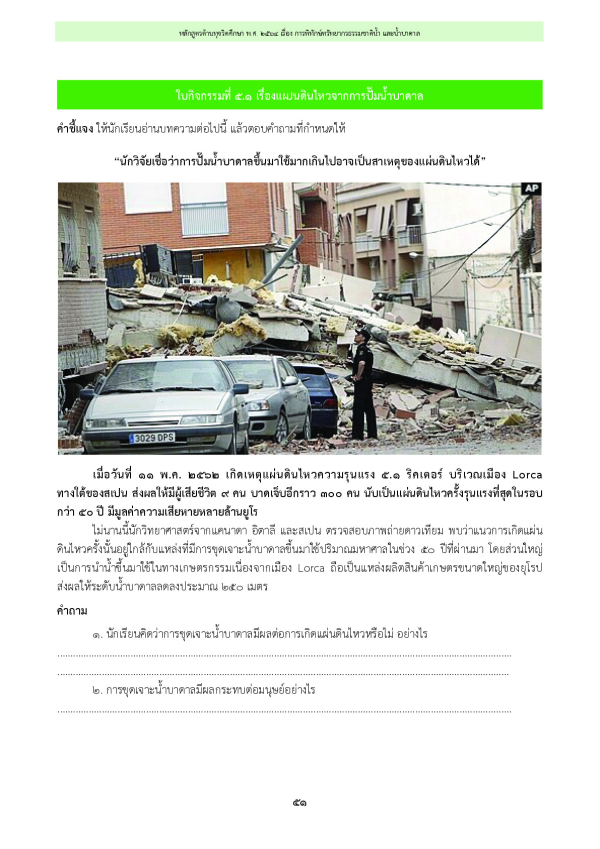 หลักสูตรต้านทุจริตศึกษา พ.ศ. ๒๕๖๔ เรื่อง การพิทักษ์ทรัพยากรธรรมชาติน้ำ และน้ำบาดาล
ใบกิจกรรมที่ ๕.๑ เรื่องแผ่นดินไหวจากการปั๊มน้ำบาดาล
คำชี้แจง ให้นักเรียนอ่านบทความต่อไปนี้ แล้วตอบคำถามที่กำหนดให้
“นักวิจัยเชื่อว่าการปั๊มน้ำบาดาลขึ้นมาใช้มากเกินไปอาจเป็นสาเหตุของแผ่นดินไหวได้”
AP
3029 DPS
เมื่อวันที่ ๑๑ พ.ค. ๒๕๖๒ เกิดเหตุแผ่นดินไหวความรุนแรง ๕.๑ ริคเตอร์ บริเวณเมือง Lorca
ทางใต้ของสเปน ส่งผลให้มีผู้เสียชีวิต ๙ คน บาดเจ็บอีกราว ๓๐๐ คน นับเป็นแผ่นดินไหวครั้งรุนแรงที่สุดในรอบ
กว่า ๕๐ ปี มีมูลค่าความเสียหายหลายล้านยูโร
ไม่นานนี้นักวิทยาศาสตร์จากแคนาดา อิตาลี และสเปน ตรวจสอบภาพถ่ายดาวเทียม พบว่าแนวการเกิดแผ่น
ดินไหวครั้งนั้นอยู่ใกล้กับแหล่งที่มีการขุดเจาะน้ำบาดาลขึ้นมาใช้ปริมาณมหาศาลในช่วง ๕๐ ปีที่ผ่านมา โดยส่วนใหญ่
เป็นการนำน้ำขึ้นมาใช้ในทางเกษตรกรรมเนื่องจากเมือง Lorca ถือเป็นแหล่งผลิตสินค้าเกษตรขนาดใหญ่ของยุโรป
ส่งผลให้ระดับน้ำบาดาลลดลงประมาณ ๒๕๐ เมตร
คำถาม
๑. นักเรียนคิดว่าการขุดเจาะน้ำบาดาลมีผลต่อการเกิดแผ่นดินไหวหรือไม่ อย่างไร
๒. การขุดเจาะน้ำบาดาลมีผลกระทบต่อมนุษย์อย่างไร
๕๑